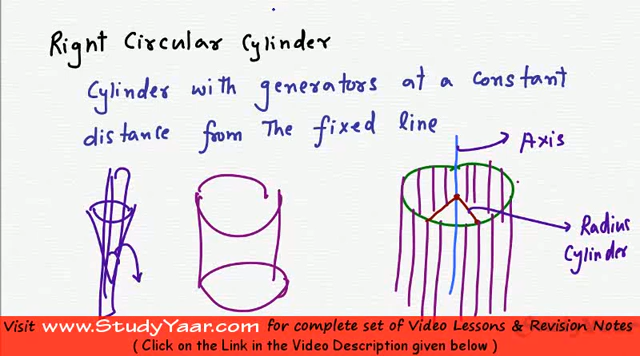 Right Circular Cylinder
Cylinder with generators at a constant
distance from The fixed line
Axis
Radius
Cylinder
Visit www.StudyYaar.com for complete set of Video Lessons & Revision Notes
( Click on the Link in the Video Description given below )